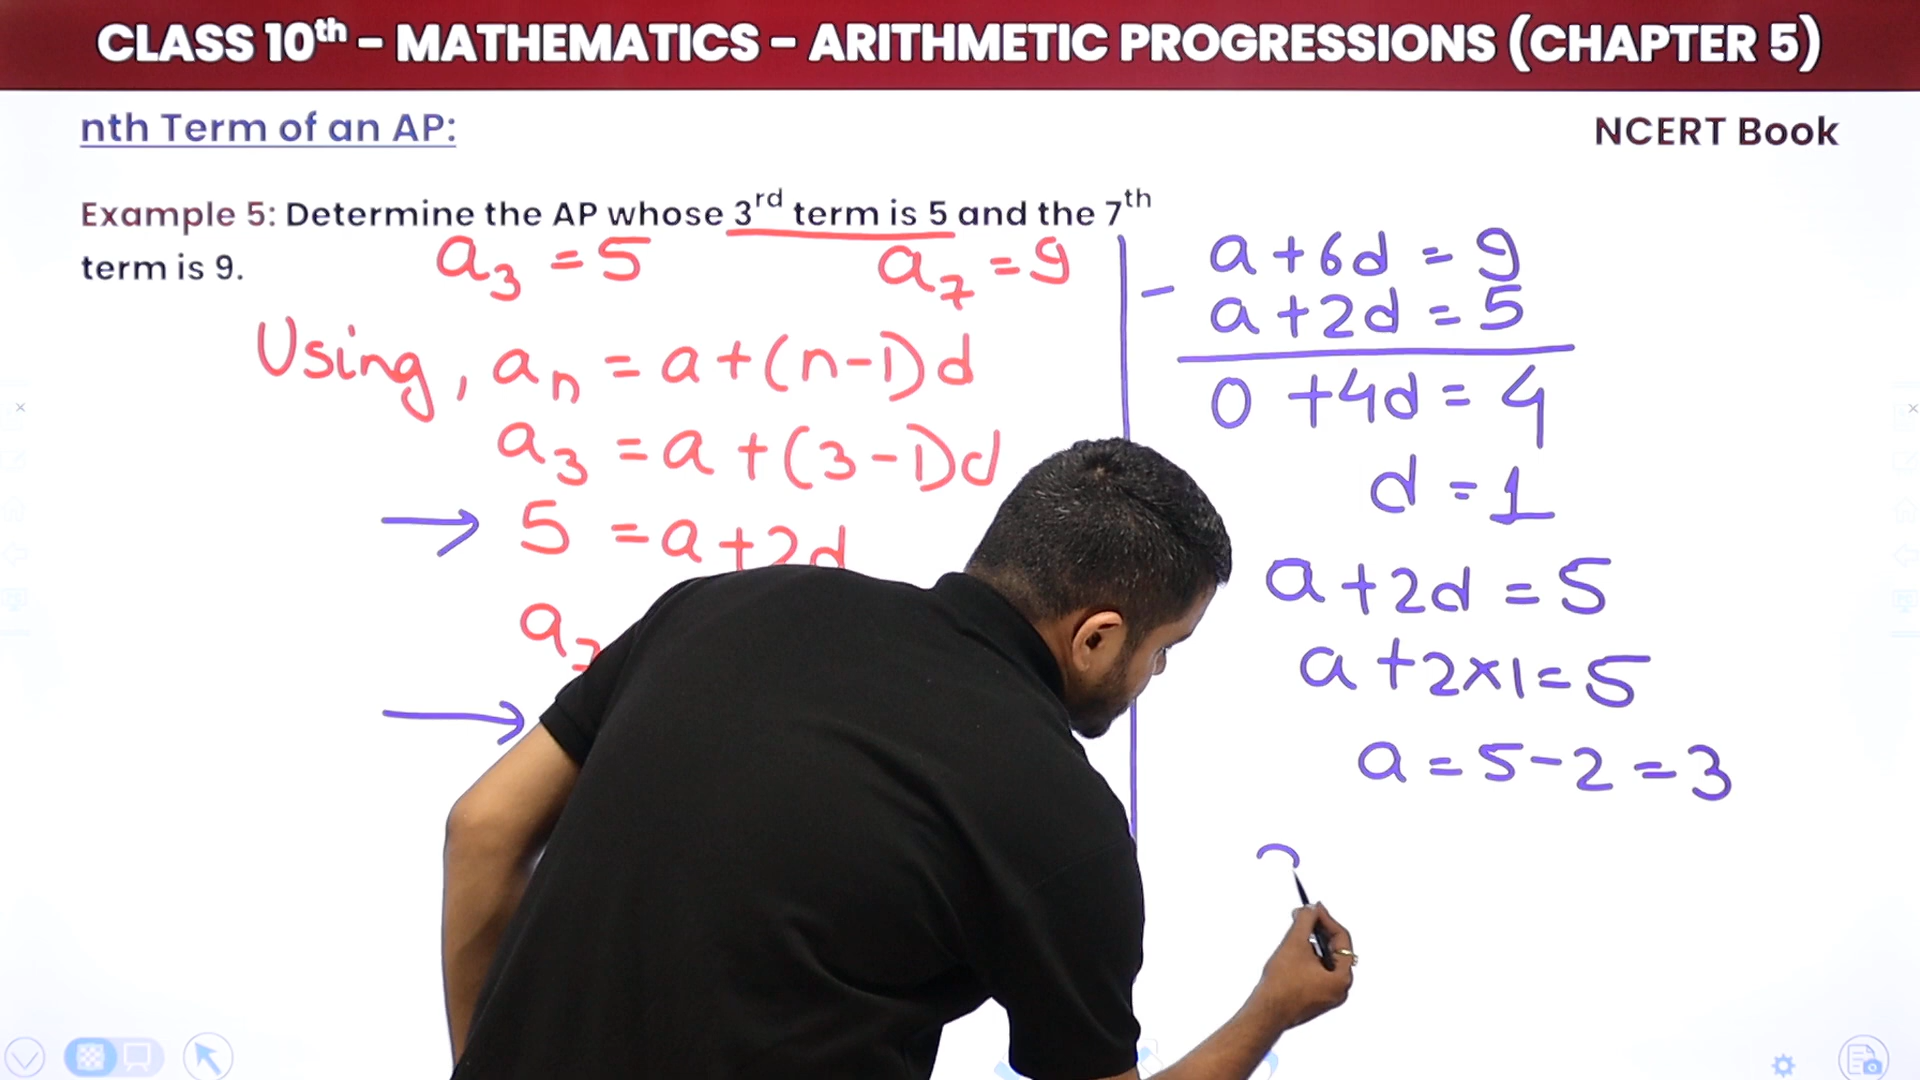 CLASS 10th – MATHEMATICS – ARITHMETIC PROGRESSIONS (CHAPTER 5)
nth Term of an AP:
NCERT Book
Example 5: Determine the AP whose 3rd term is 5 and the 7th
term is 9.
a3 = 5
a7 = 9
Using, an = a + (n-1)d
a3 = a + (3-1)d
→ 5 = a + 2d
→
a + 6d = 9
- a + 2d = 5
0 + 4d = 4
d = 1
a + 2d = 5
a + 2×1 = 5
a = 5 - 2 = 3